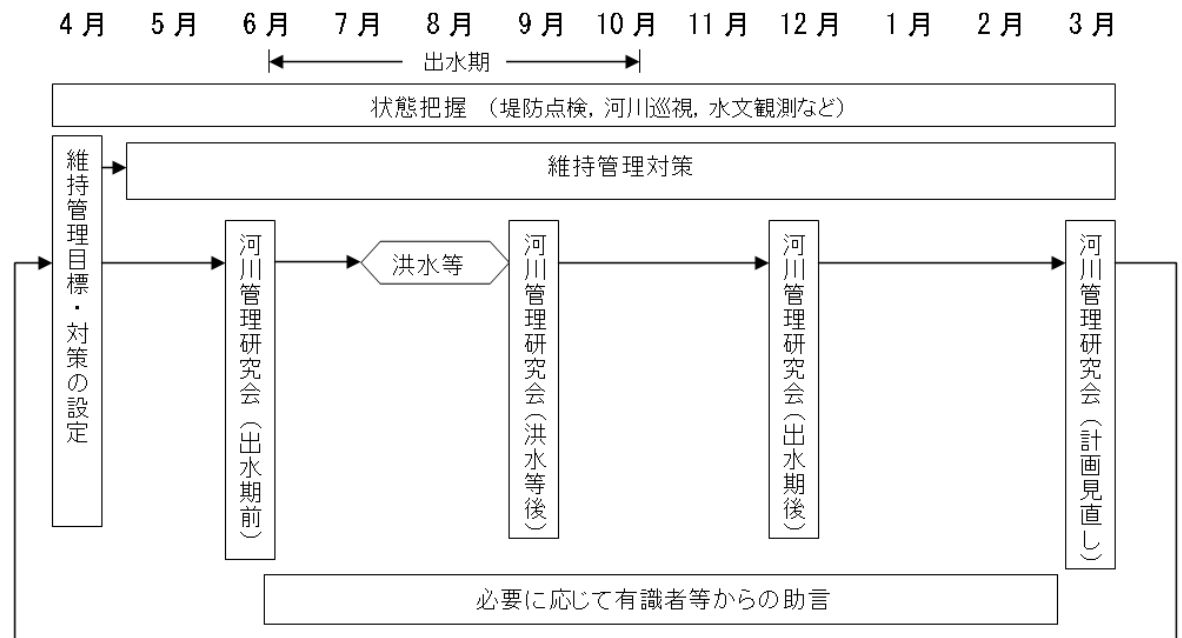 4月 5月 6月 7月 8月 9月 10月 11月 12月 1月 2月 3月
出水期
状態把握 （堤防点検，河川巡視，水文観測など）
維持管理目標・対策の設定
維持管理対策
河川管理研究会（出水期前）
洪水等
河川管理研究会（洪水等後）
河川管理研究会（出水期後）
河川管理研究会（計画見直し）
必要に応じて有識者等からの助言